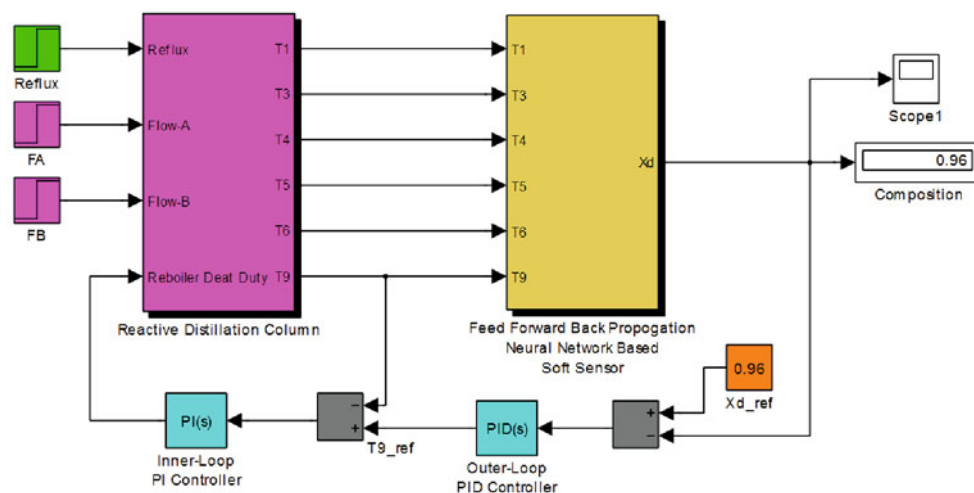 Reflux
FA
FB
Reflux
Flow-A
Flow-B
Reboiler Deat Duty
T1
T3
T4
T5
T6
T9
Reactive Distillation Column
T1
T3
T4
T5
T6
T9
Xd
Feed Forward Back Propogation
Neural Network Based
Soft Sensor
Scope1
0.96
Composition
0.96
Xd_ref
PI(s)
Inner-Loop
PI Controller
−
+
T9_ref
PID(s)
Outer-Loop
PID Controller
+
−